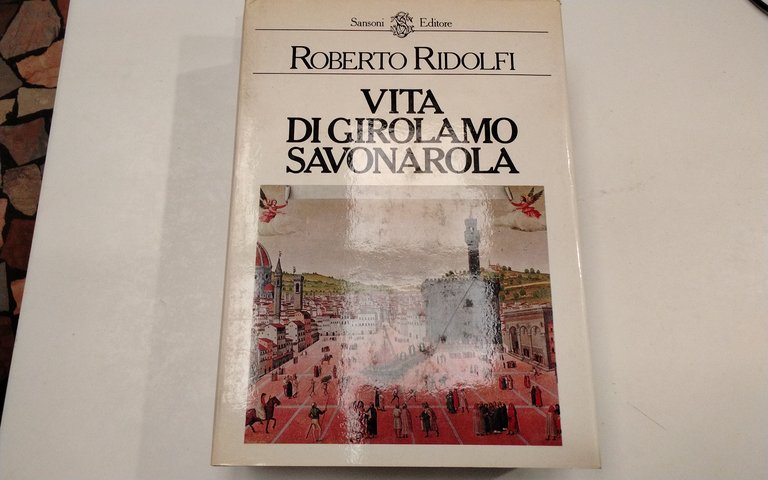 Sansoni Editore
ROBERTO RIDOLFI
VITA
DI GIROLAMO
SAVONAROLA